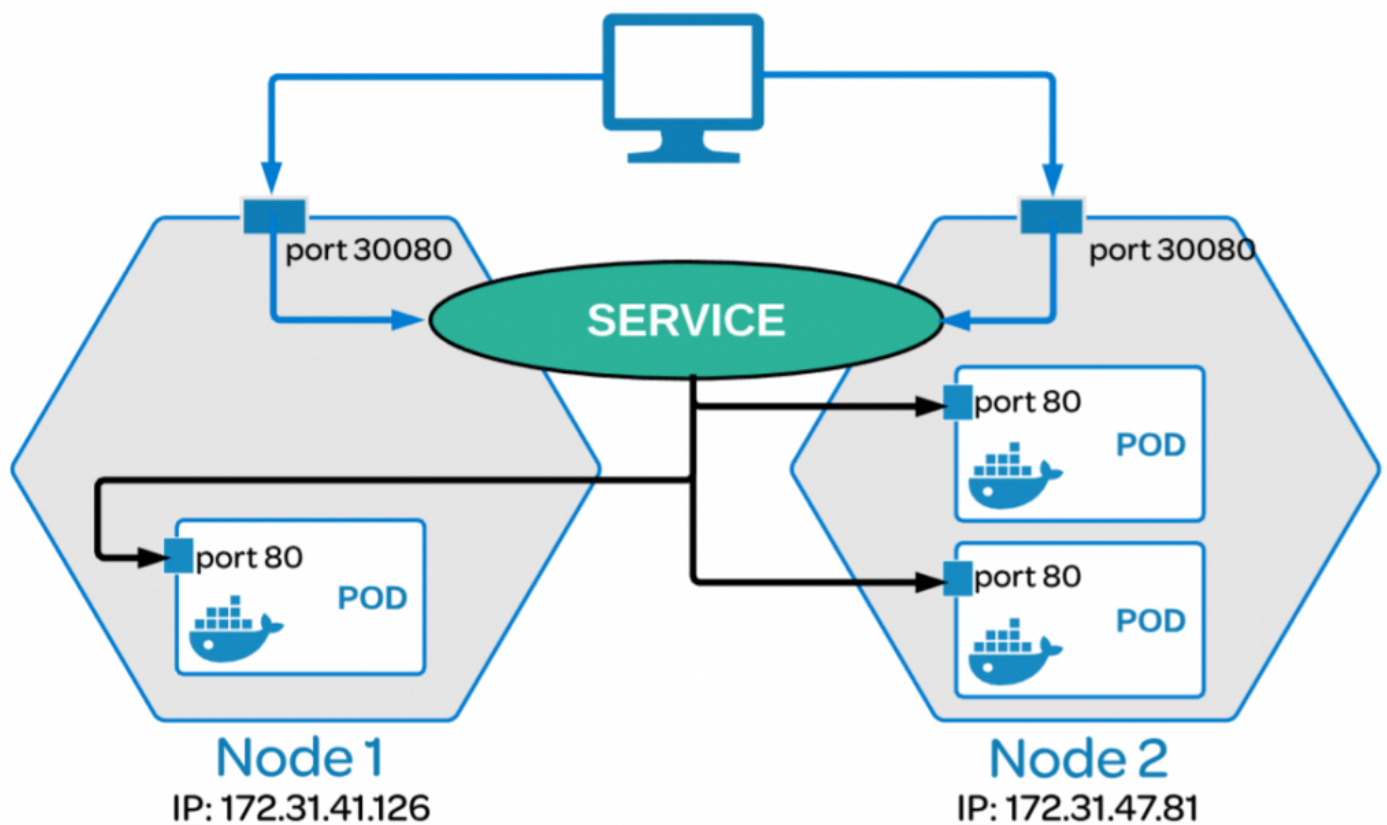 port 30080
port 30080
SERVICE
port 80
POD
port 80
POD
port 80
POD
Node 1
IP: 172.31.41.126
Node 2
IP: 172.31.47.81